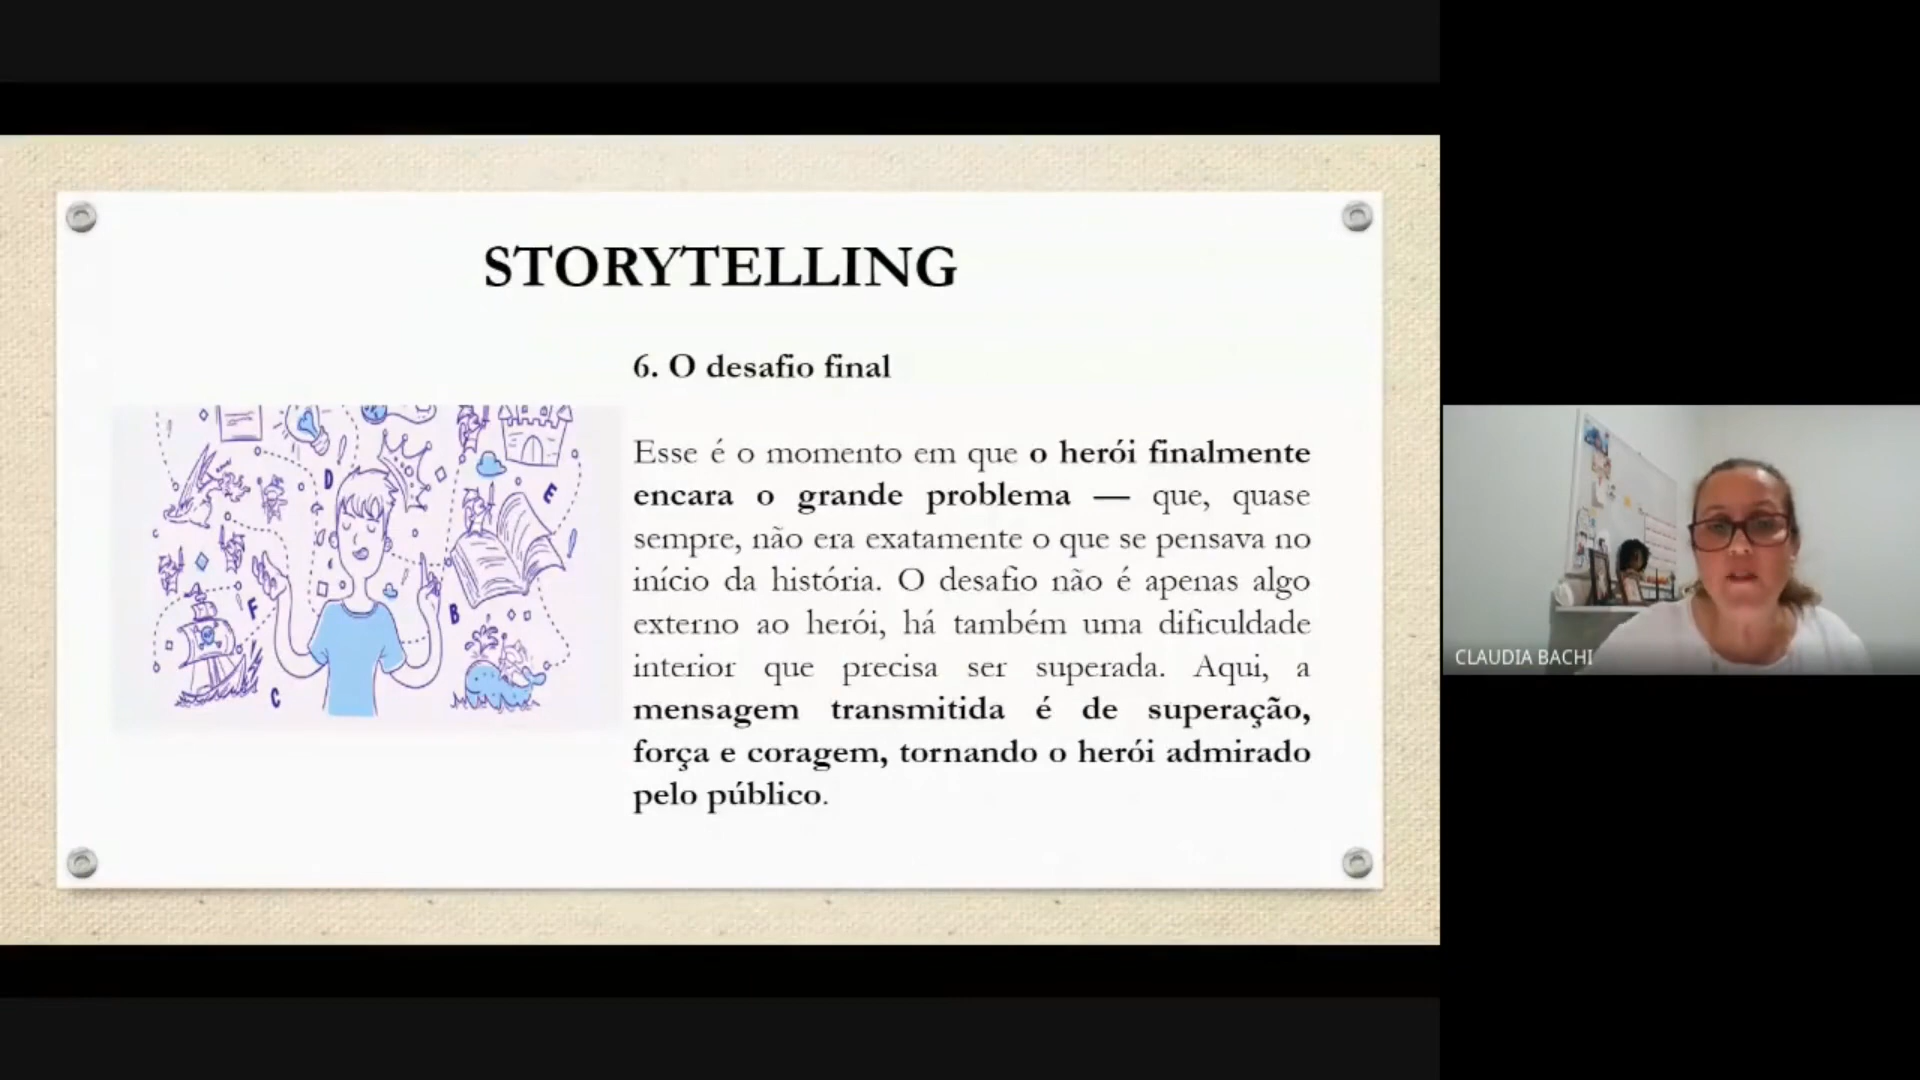 STORYTELLING
6. O desafio final
Esse é o momento em que o herói finalmente
encara o grande problema — que, quase
sempre, não era exatamente o que se pensava no
início da história. O desafio não é apenas algo
externo ao herói, há também uma dificuldade
interior que precisa ser superada. Aqui, a
mensagem transmitida é de superação,
força e coragem, tornando o herói admirado
pelo público.
D
E
F
B
C
CLAUDIA BACHI